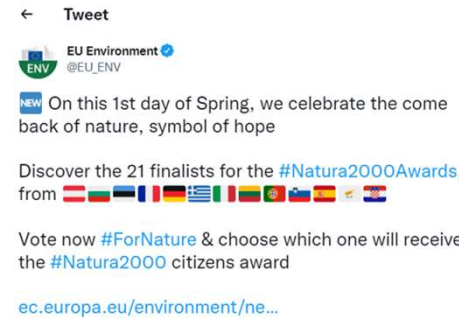 ← Tweet
EU Environment
ENV
@EU_ENV
NEW On this 1st day of Spring, we celebrate the come
back of nature, symbol of hope
Discover the 21 finalists for the #Natura2000Awards
from 🇦🇹🇧🇬🇪🇪🇫🇷🇩🇪🇬🇷🇮🇹🇱🇹🇵🇹🇸🇮🇪🇸🇨🇾🇭🇷
Vote now #ForNature & choose which one will receive
the #Natura2000 citizens award
ec.europa.eu/environment/ne...